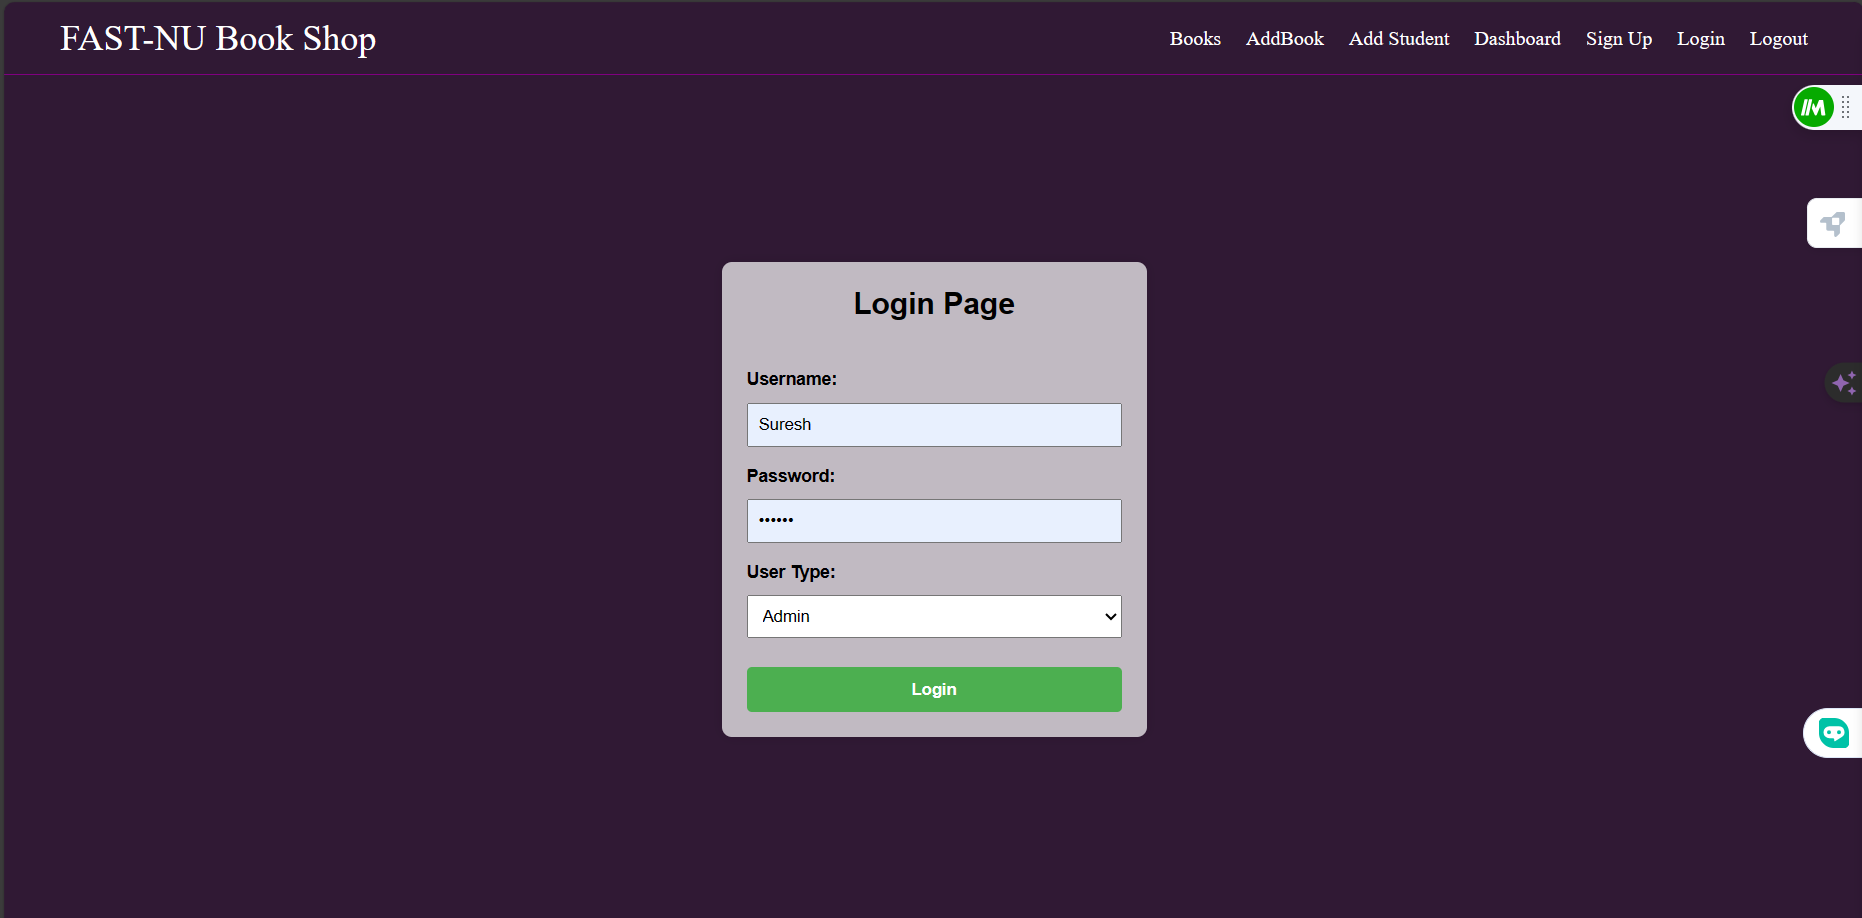 FAST-NU Book Shop
Books AddBook Add Student Dashboard Sign Up Login Logout
Login Page
Username:
Suresh
Password:
••••••
User Type:
Admin
Login